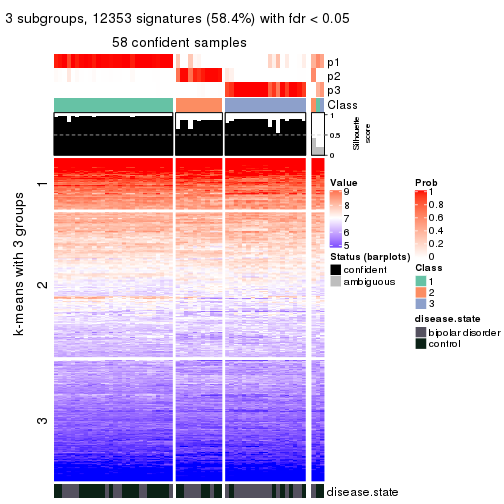 3 subgroups, 12353 signatures (58.4%) with fdr < 0.05
58 confident samples
p1
p2
p3
Class
1
0.5
0
Silhouette
score
k-means with 3 groups
1
2
3
Value
9
8
7
6
5
Status (barplots)
confident
ambiguous
Prob
1
0.8
0.6
0.4
0.2
0
Class
1
2
3
disease.state
bipolar disorder
control
disease.state